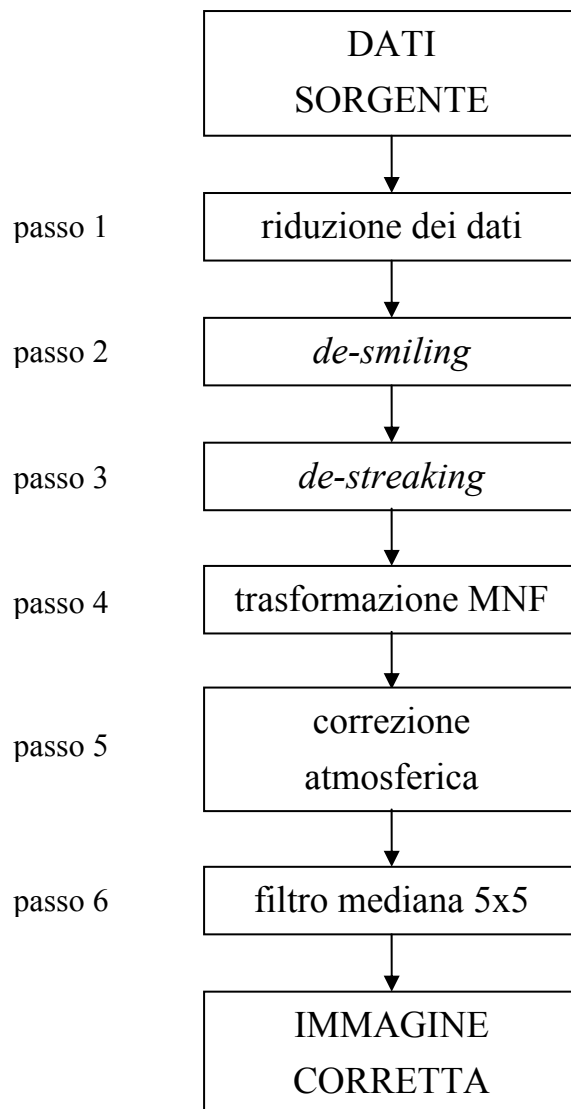 DATI
SORGENTE
passo 1
riduzione dei dati
passo 2
de-smiling
passo 3
de-streaking
passo 4
trasformazione MNF
passo 5
correzione
atmosferica
passo 6
filtro mediana 5x5
IMMAGINE
CORRETTA